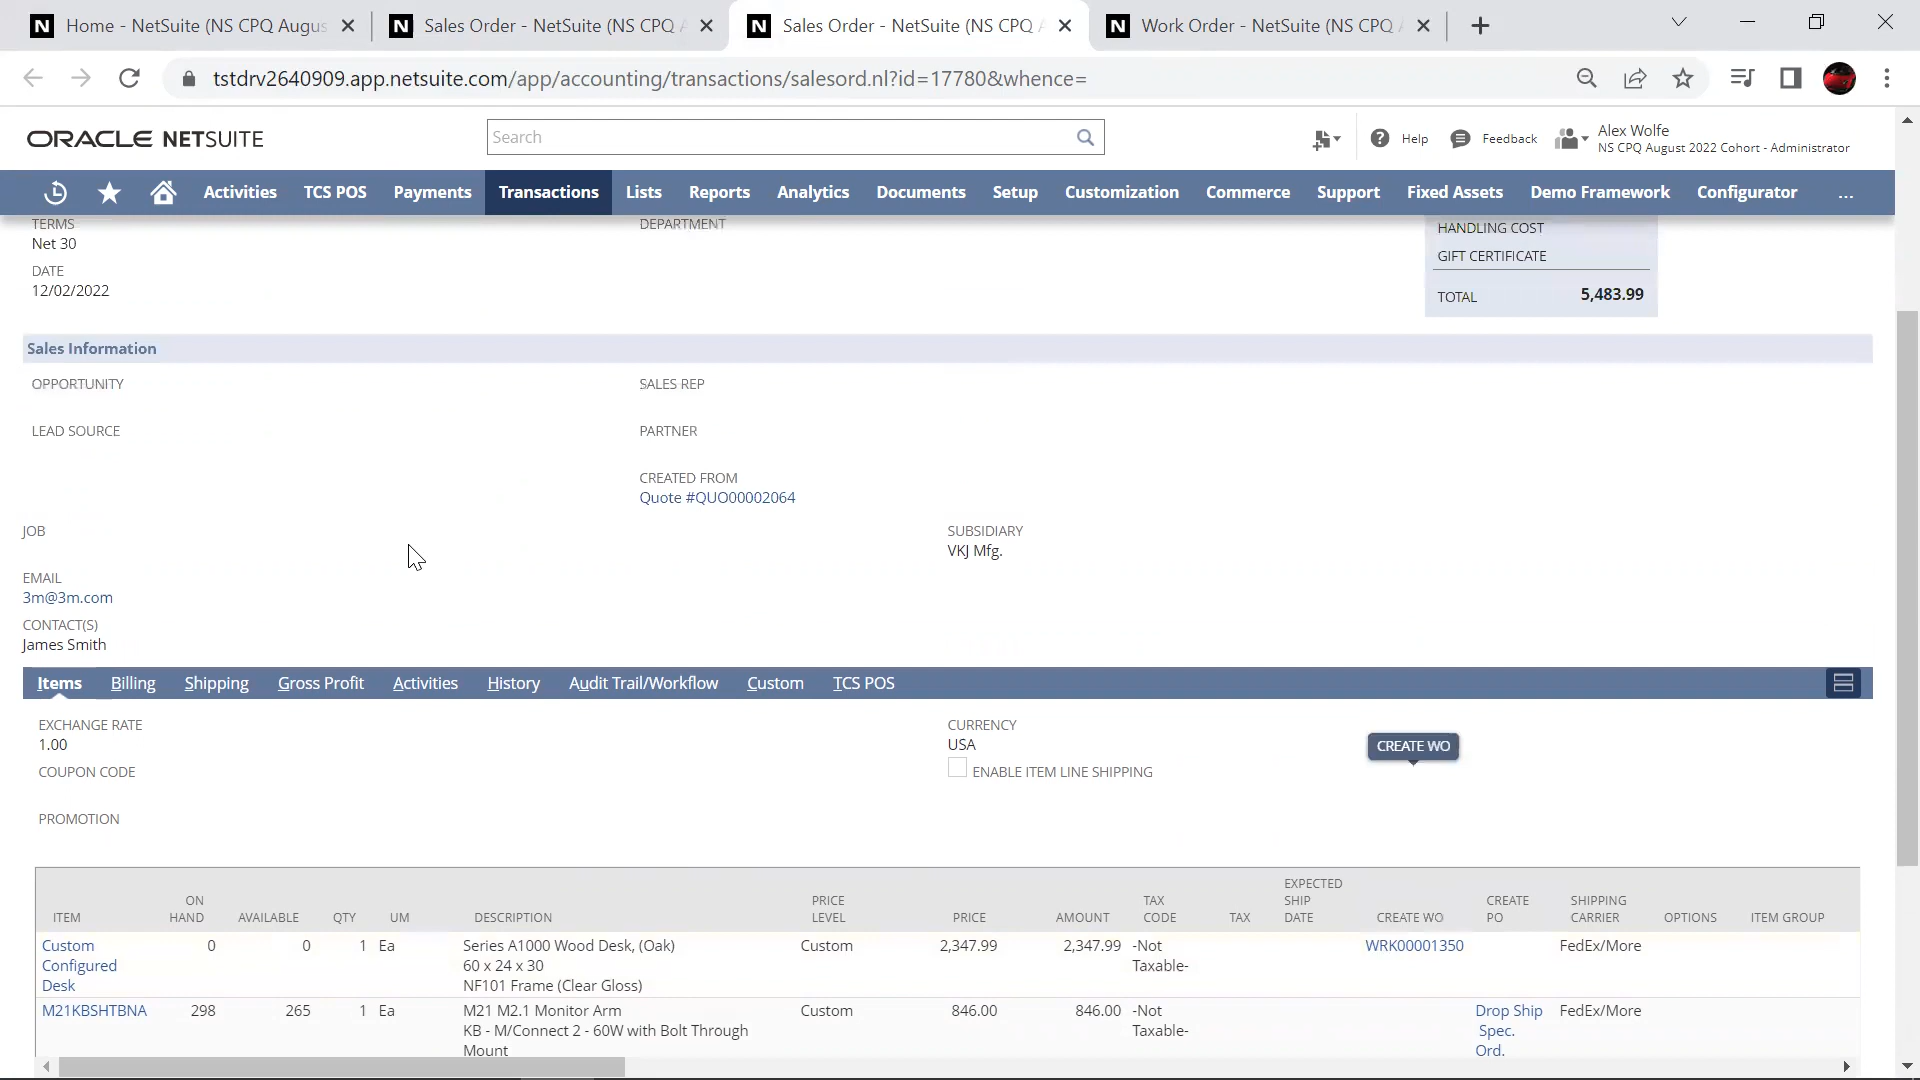 Home - NetSuite (NS CPQ Augus
Sales Order - NetSuite (NS CPQ A
Sales Order - NetSuite (NS CPQ A
Work Order - NetSuite (NS CPQ A
tstdrv2640909.app.netsuite.com/app/accounting/transactions/salesord.nl?id=17780&whence=
ORACLE NETSUITE
Search
Help
Feedback
Alex Wolfe
NS CPQ August 2022 Cohort - Administrator
Activities TCS POS Payments Transactions Lists Reports Analytics Documents Setup Customization Commerce Support Fixed Assets Demo Framework Configurator ...
TERMS
Net 30
DATE
12/02/2022
DEPARTMENT
HANDLING COST
GIFT CERTIFICATE
TOTAL 5,483.99
Sales Information
OPPORTUNITY
LEAD SOURCE
SALES REP
PARTNER
CREATED FROM
Quote #QUO00002064
JOB
EMAIL
3m@3m.com
CONTACT(S)
James Smith
SUBSIDIARY
VKJ Mfg.
Items Billing Shipping Gross Profit Activities History Audit Trail/Workflow Custom TCS POS
EXCHANGE RATE
1.00
COUPON CODE
PROMOTION
CURRENCY
USA
ENABLE ITEM LINE SHIPPING
CREATE WO
ITEM ON HAND AVAILABLE QTY UM DESCRIPTION PRICE LEVEL PRICE AMOUNT TAX CODE TAX EXPECTED SHIP DATE CREATE WO CREATE PO SHIPPING CARRIER OPTIONS ITEM GROUP
Custom 0 0 1 Ea Series A1000 Wood Desk, (Oak) Custom 2,347.99 2,347.99 -Not WRK00001350 FedEx/More
Configured 60 x 24 x 30 Taxable-
Desk NF101 Frame (Clear Gloss)
M21KBSHTBNA 298 265 1 Ea M21 M2.1 Monitor Arm Custom 846.00 846.00 -Not Drop Ship FedEx/More
KB - M/Connect 2 - 60W with Bolt Through Taxable- Spec.
Mount Ord.